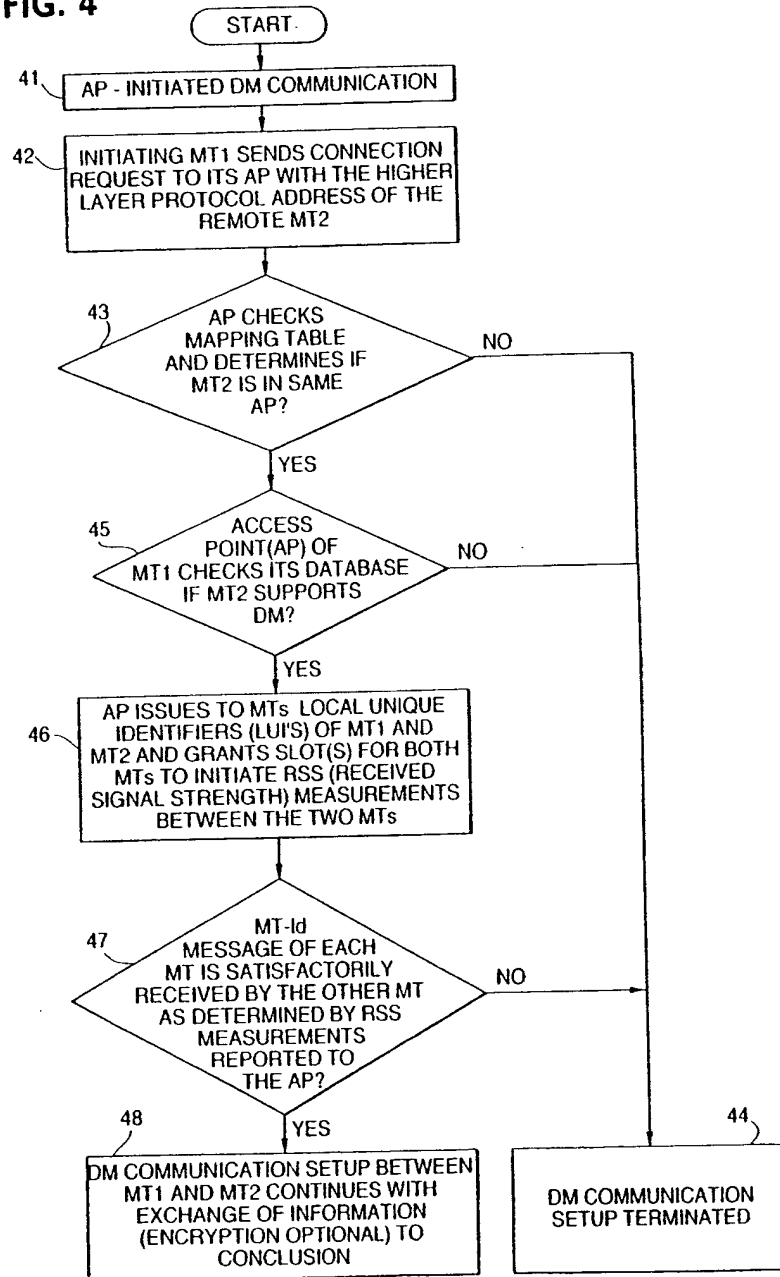 FIG. 4
START
41
AP - INITIATED DM COMMUNICATION
42
INITIATING MT1 SENDS CONNECTION
REQUEST TO ITS AP WITH THE HIGHER
LAYER PROTOCOL ADDRESS OF THE
REMOTE MT2
43
AP CHECKS
MAPPING TABLE
AND DETERMINES IF
MT2 IS IN SAME
AP?
NO
YES
45
ACCESS
POINT(AP) OF
MT1 CHECKS ITS DATABASE
IF MT2 SUPPORTS
DM?
NO
YES
46
AP ISSUES TO MTs LOCAL UNIQUE
IDENTIFIERS (LUI'S) OF MT1 AND
MT2 AND GRANTS SLOT(S) FOR BOTH
MTs TO INITIATE RSS (RECEIVED
SIGNAL STRENGTH) MEASUREMENTS
BETWEEN THE TWO MTs
47
MT-Id
MESSAGE OF EACH
MT IS SATISFACTORILY
RECEIVED BY THE OTHER MT
AS DETERMINED BY RSS
MEASUREMENTS
REPORTED TO
THE AP?
NO
YES
48
DM COMMUNICATION SETUP BETWEEN
MT1 AND MT2 CONTINUES WITH
EXCHANGE OF INFORMATION
(ENCRYPTION OPTIONAL) TO
CONCLUSION
44
DM COMMUNICATION
SETUP TERMINATED